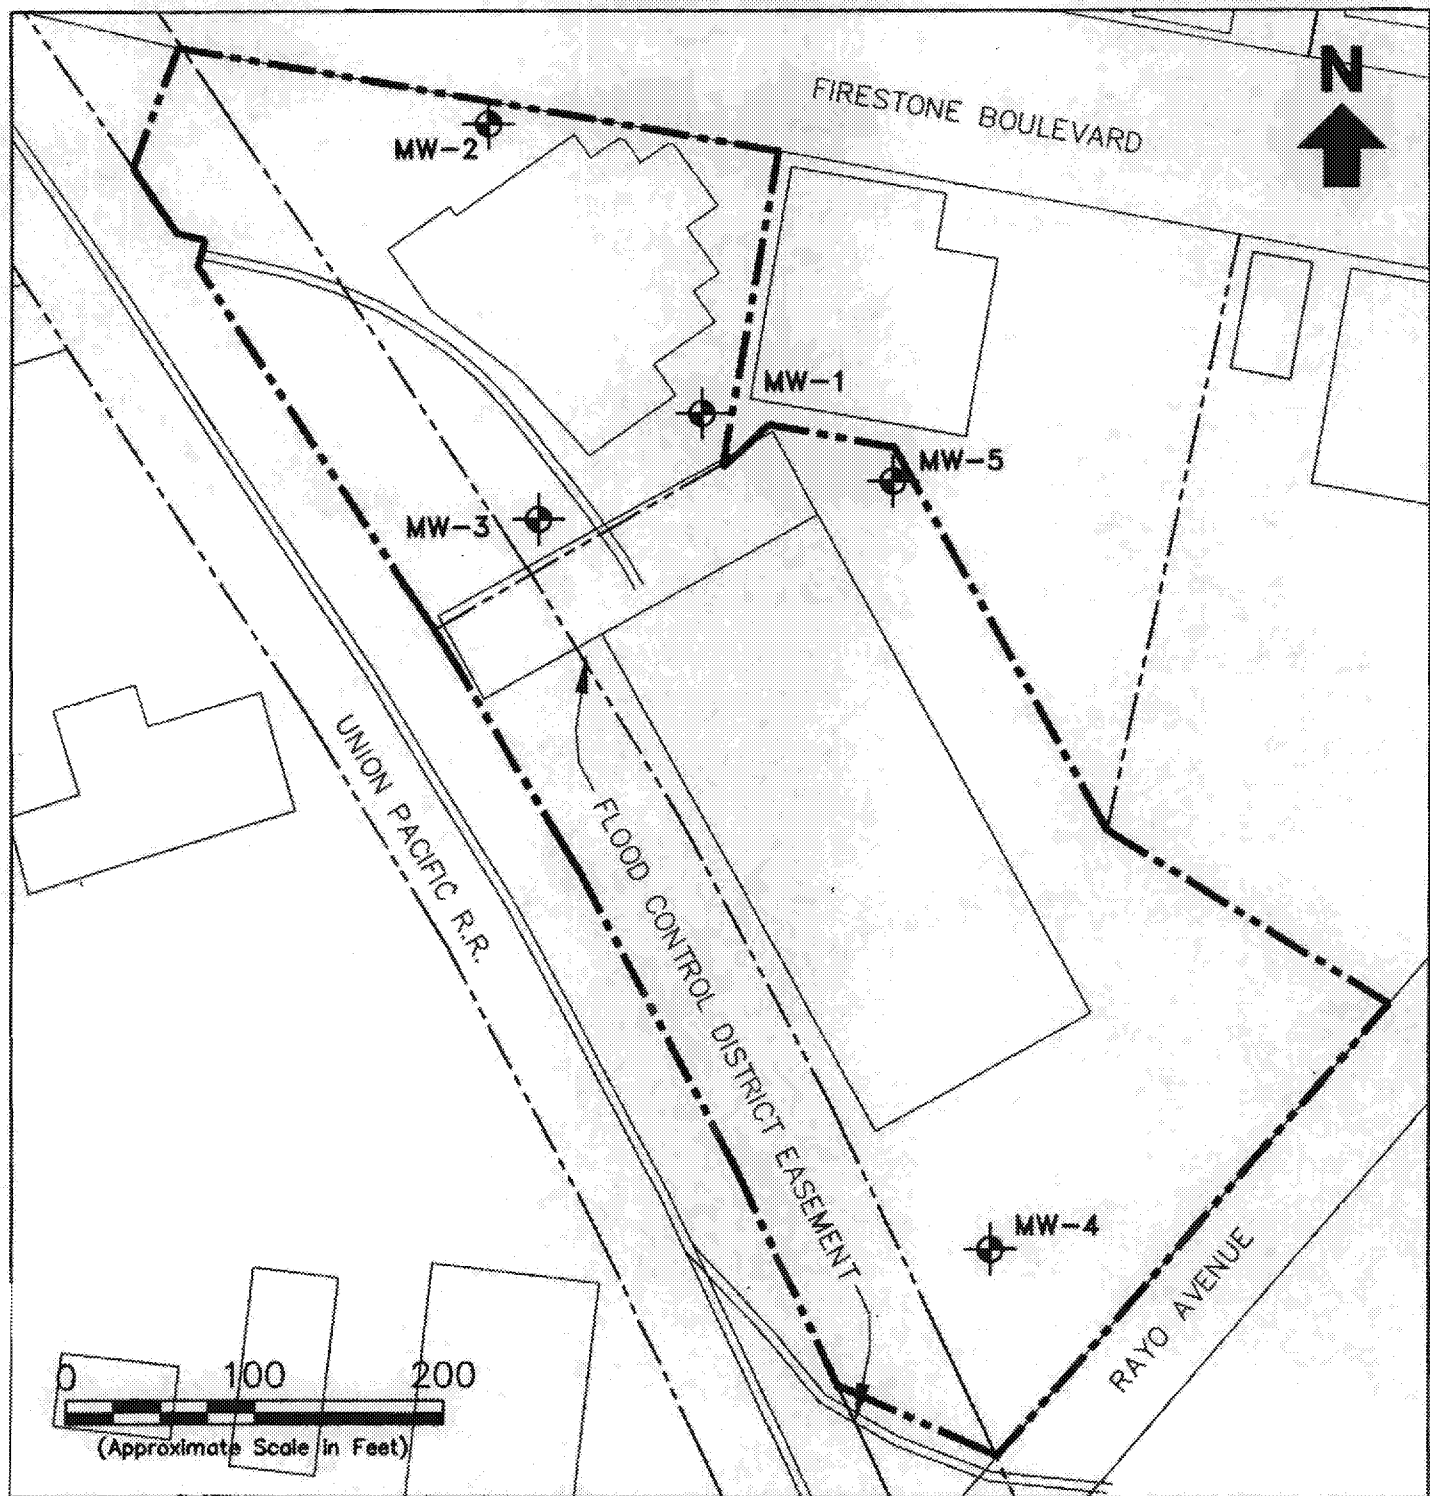 N
FIRESTONE BOULEVARD
MW-2
MW-1
MW-5
MW-3
UNION PACIFIC R.R.
FLOOD CONTROL DISTRICT EASEMENT
MW-4
RAYO AVENUE
0 100 200
(Approximate Scale in Feet)